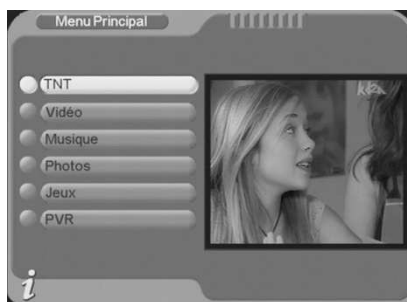 Menu Principal
TNT
Vidéo
Musique
Photos
Jeux
PVR
i